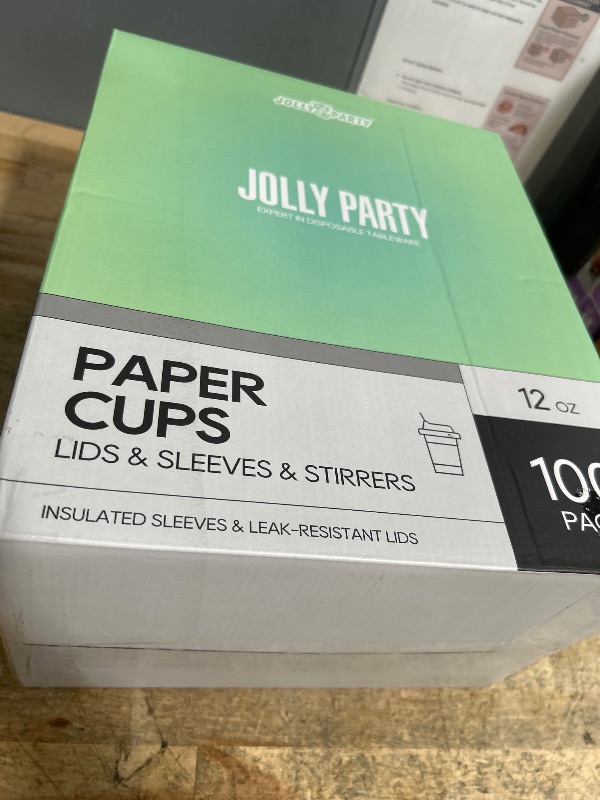 JOLLY PARTY
JOLLY PARTY
EXPERT IN DISPOSABLE TABLEWARE
12 OZ
PAPER
CUPS
LIDS & SLEEVES & STIRRERS
INSULATED SLEEVES & LEAK-RESISTANT LIDS